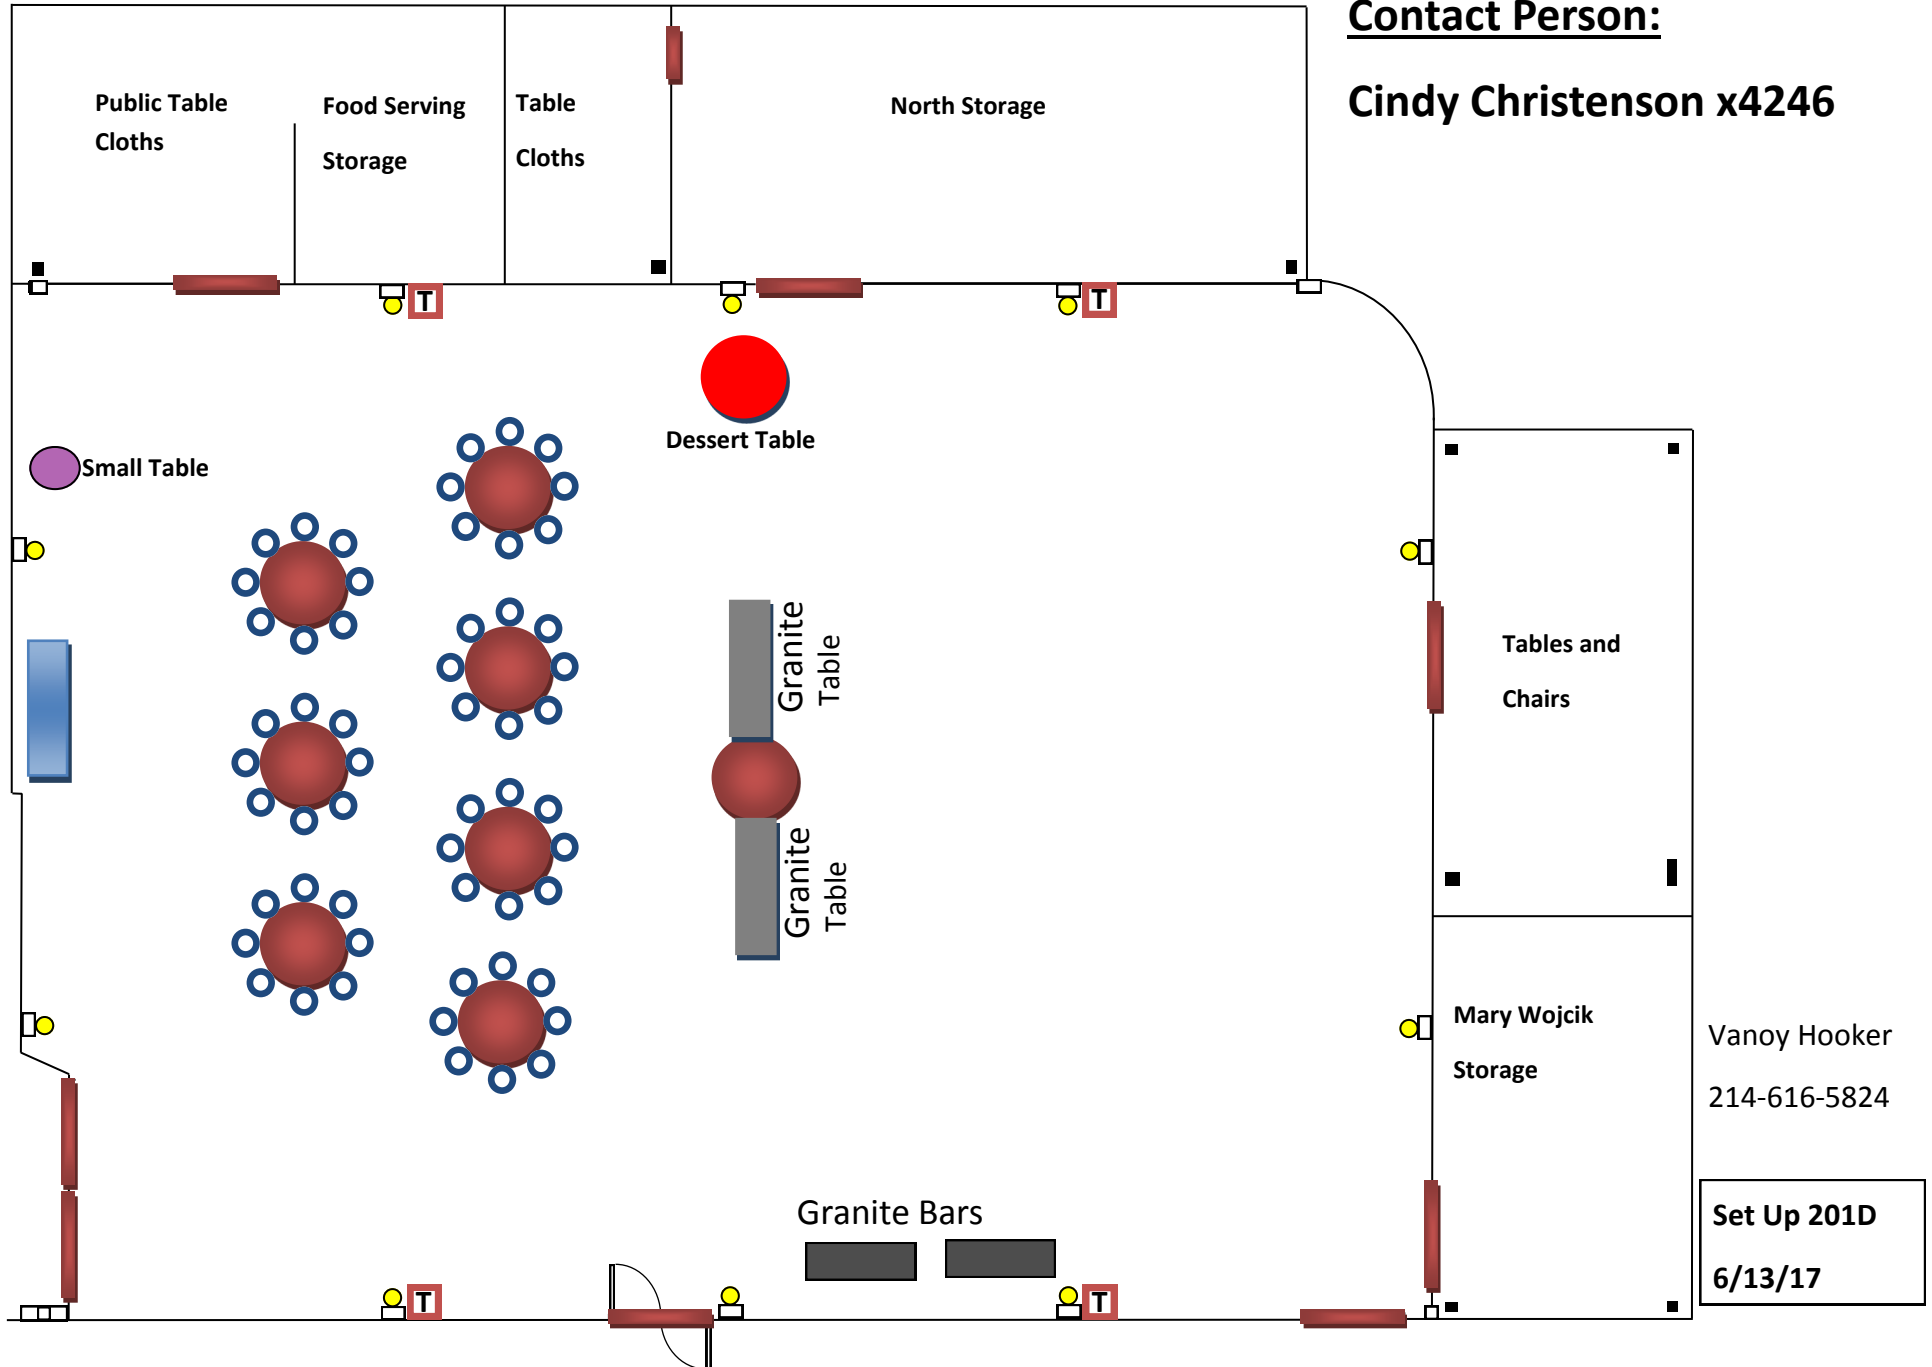 Contact Person:
Cindy Christenson x4246
Public Table
Cloths
Food Serving
Storage
Table
Cloths
North Storage
T
T
Dessert Table
Small Table
Granite
Table
Granite
Table
Tables and
Chairs
Mary Wojcik
Storage
Vanoy Hooker
214-616-5824
Granite Bars
Set Up 201D
6/13/17
T
T